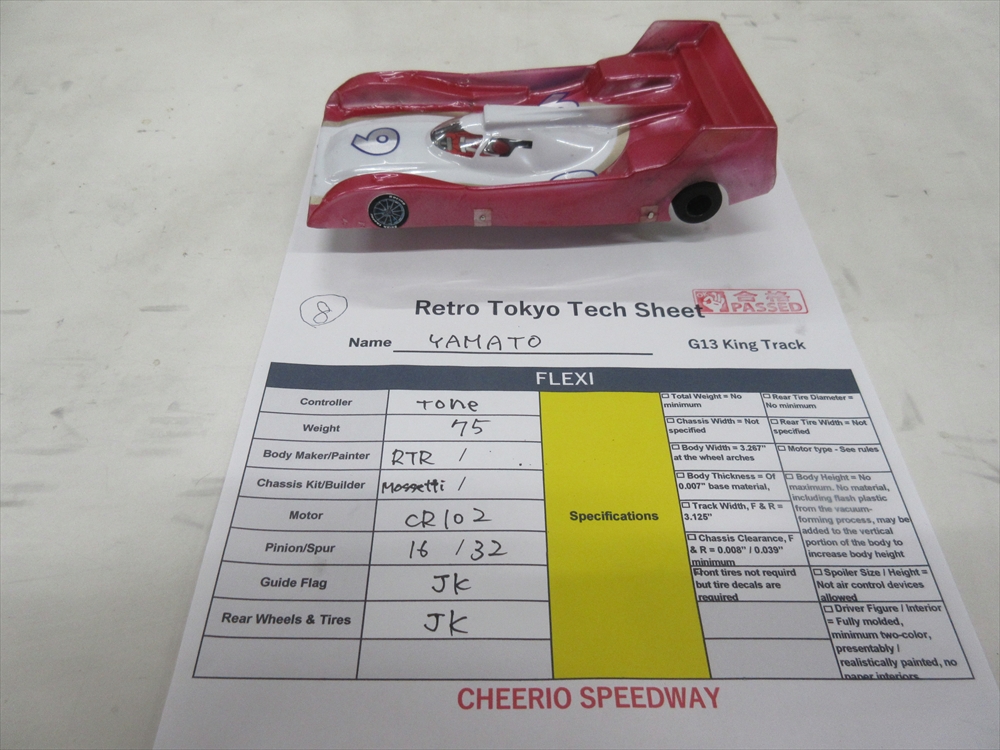 6
8
Retro Tokyo Tech Sheet
合格
PASSED
Name YAMATO
G13 King Track
FLEXI
Controller Tone
Weight 75
Body Maker/Painter RTR /
Chassis Kit/Builder Mossetti /
Motor CR102
Pinion/Spur 16 / 32
Guide Flag JK
Rear Wheels & Tires JK
Specifications
Total Weight = No
minimum
Chassis Width = Not
specified
Body Width = 3.267"
at the wheel arches
Body Thickness = Of
0.007" base material,
Track Width, F & R =
3.125"
Chassis Clearance, F
& R = 0.008" / 0.039"
minimum
Front tires not requird
but tire decals are
required
Rear Tire Diameter =
No minimum
Rear Tire Width = Not
specified
Motor type - See rules
Body Height = No
maximum. No material,
including flash plastic
from the vacuum-
forming process, may be
added to the vertical
portion of the body to
increase body height
Spoiler Size / Height =
Not air control devices
allowed
Driver Figure / Interior
= Fully molded,
minimum two-color,
presentably /
realistically painted, no
paper interiors
CHEERIO SPEEDWAY